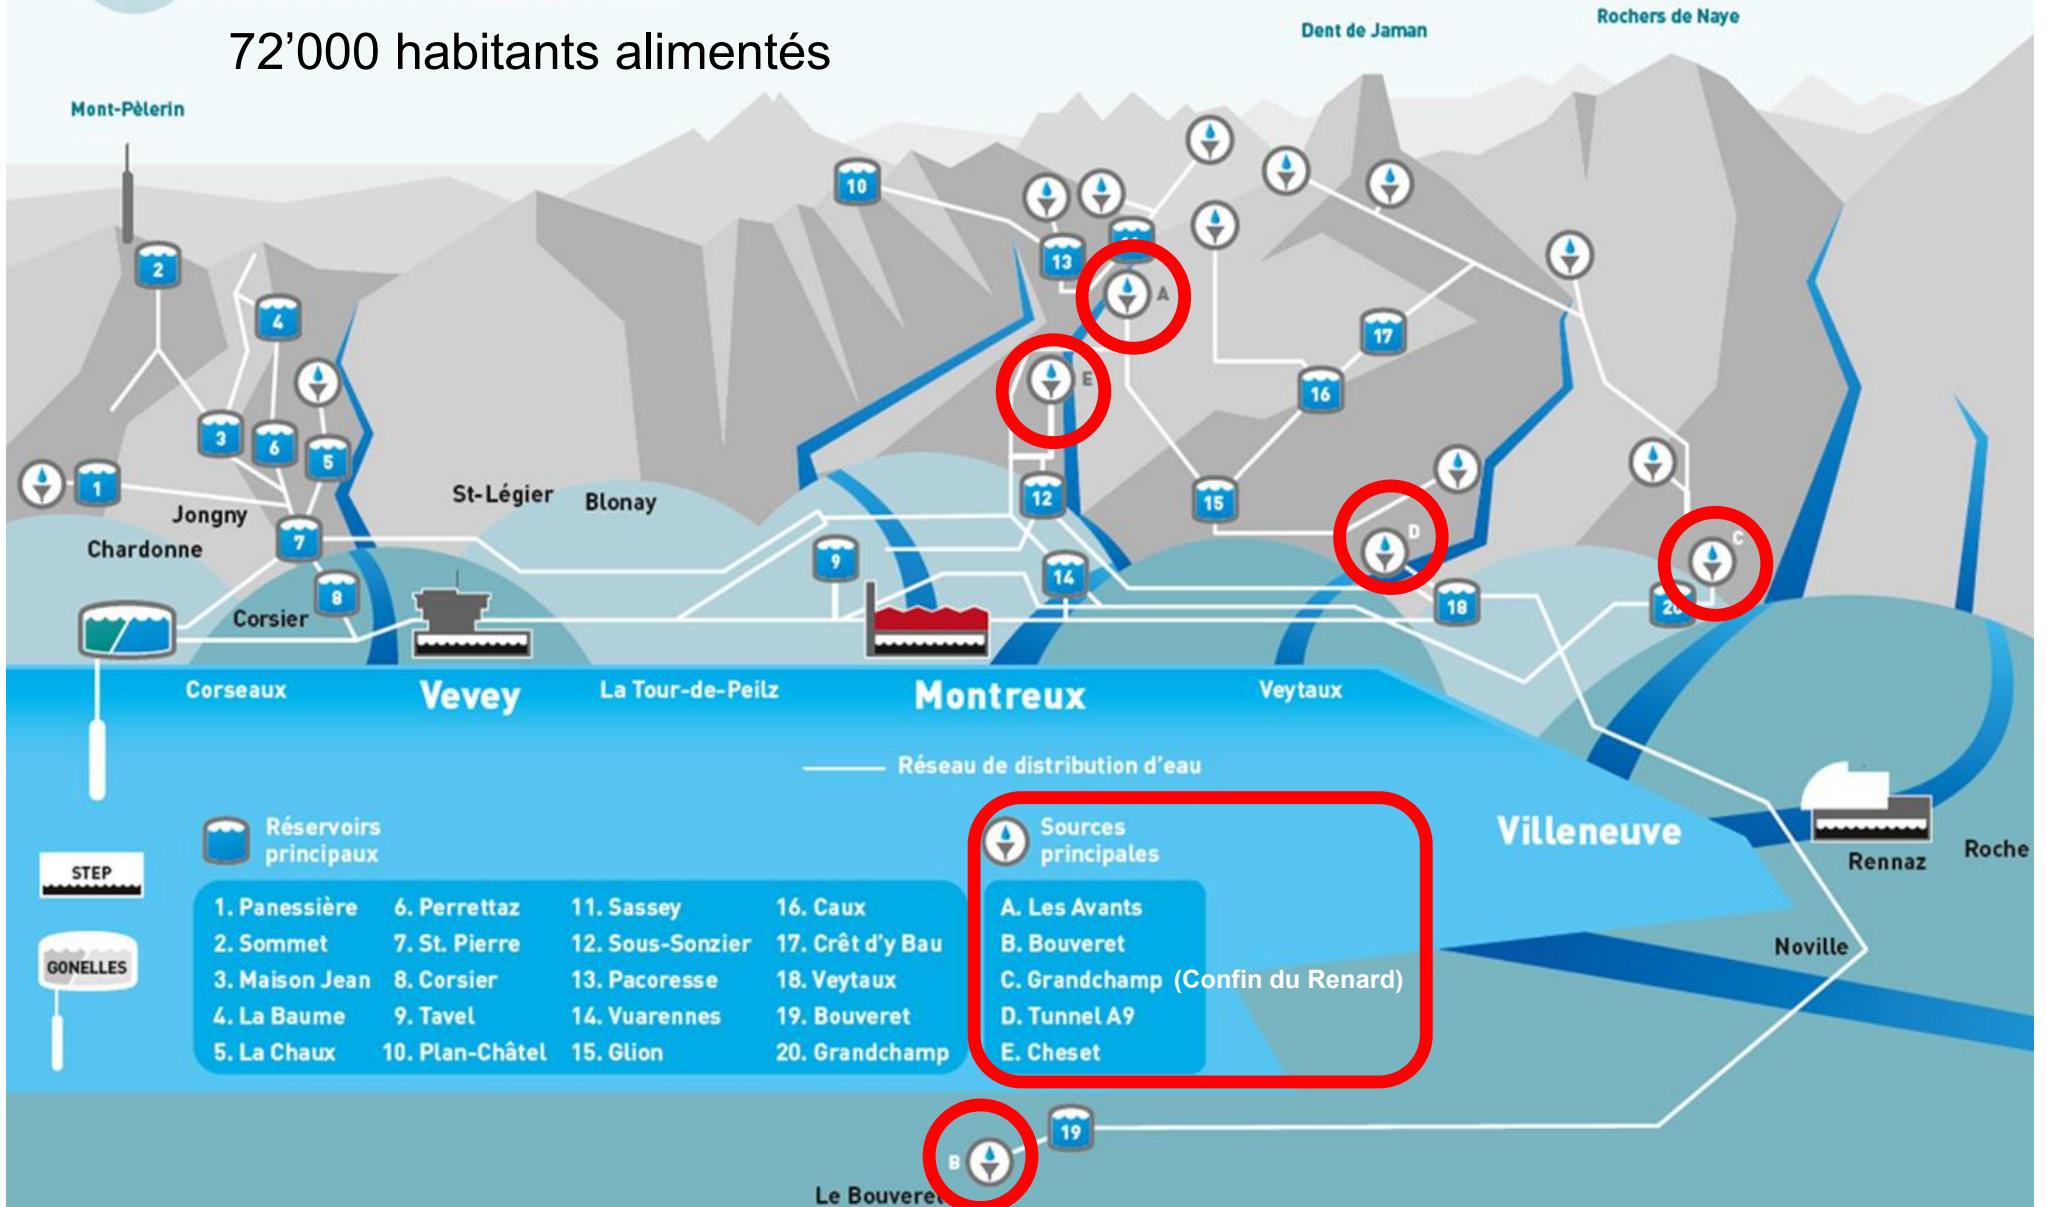 72’000 habitants alimentés
Dent de Jaman
Rochers de Naye
Mont-Pèlerin
10
13
A
2
4
17
E
16
3
6
5
1
12
15
St-Légier
Blonay
Jongny
7
Chardonne
D
C
9
14
8
Corsier
18
20
Corseaux
Vevey
La Tour-de-Peilz
Montreux
Veytaux
Réseau de distribution d’eau
Réservoirs
principaux
Sources
principales
Villeneuve
Rennaz
Roche
STEP
GONELLES
Noville
1. Panessière
2. Sommet
3. Maison Jean
4. La Baume
5. La Chaux
6. Perrettaz
7. St. Pierre
8. Corsier
9. Tavel
10. Plan-Châtel
11. Sassey
12. Sous-Sonzier
13. Pacoresse
14. Vuarennes
15. Glion
16. Caux
17. Crêt d’y Bau
18. Veytaux
19. Bouveret
20. Grandchamp
A. Les Avants
B. Bouveret
C. Grandchamp (Confin du Renard)
D. Tunnel A9
E. Cheset
19
B
Le Bouveret